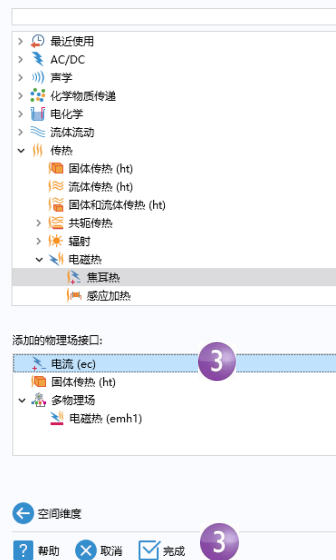 最近使用
AC/DC
声学
化学物质传递
电化学
流体流动
传热
固体传热 (ht)
流体传热 (ht)
固体和流体传热 (ht)
共轭传热
辐射
电磁热
焦耳热
感应加热
添加的物理场接口:
电流 (ec) 3
固体传热 (ht)
多物理场
电磁热 (emh1)
空间维度
? 帮助 取消 完成 3